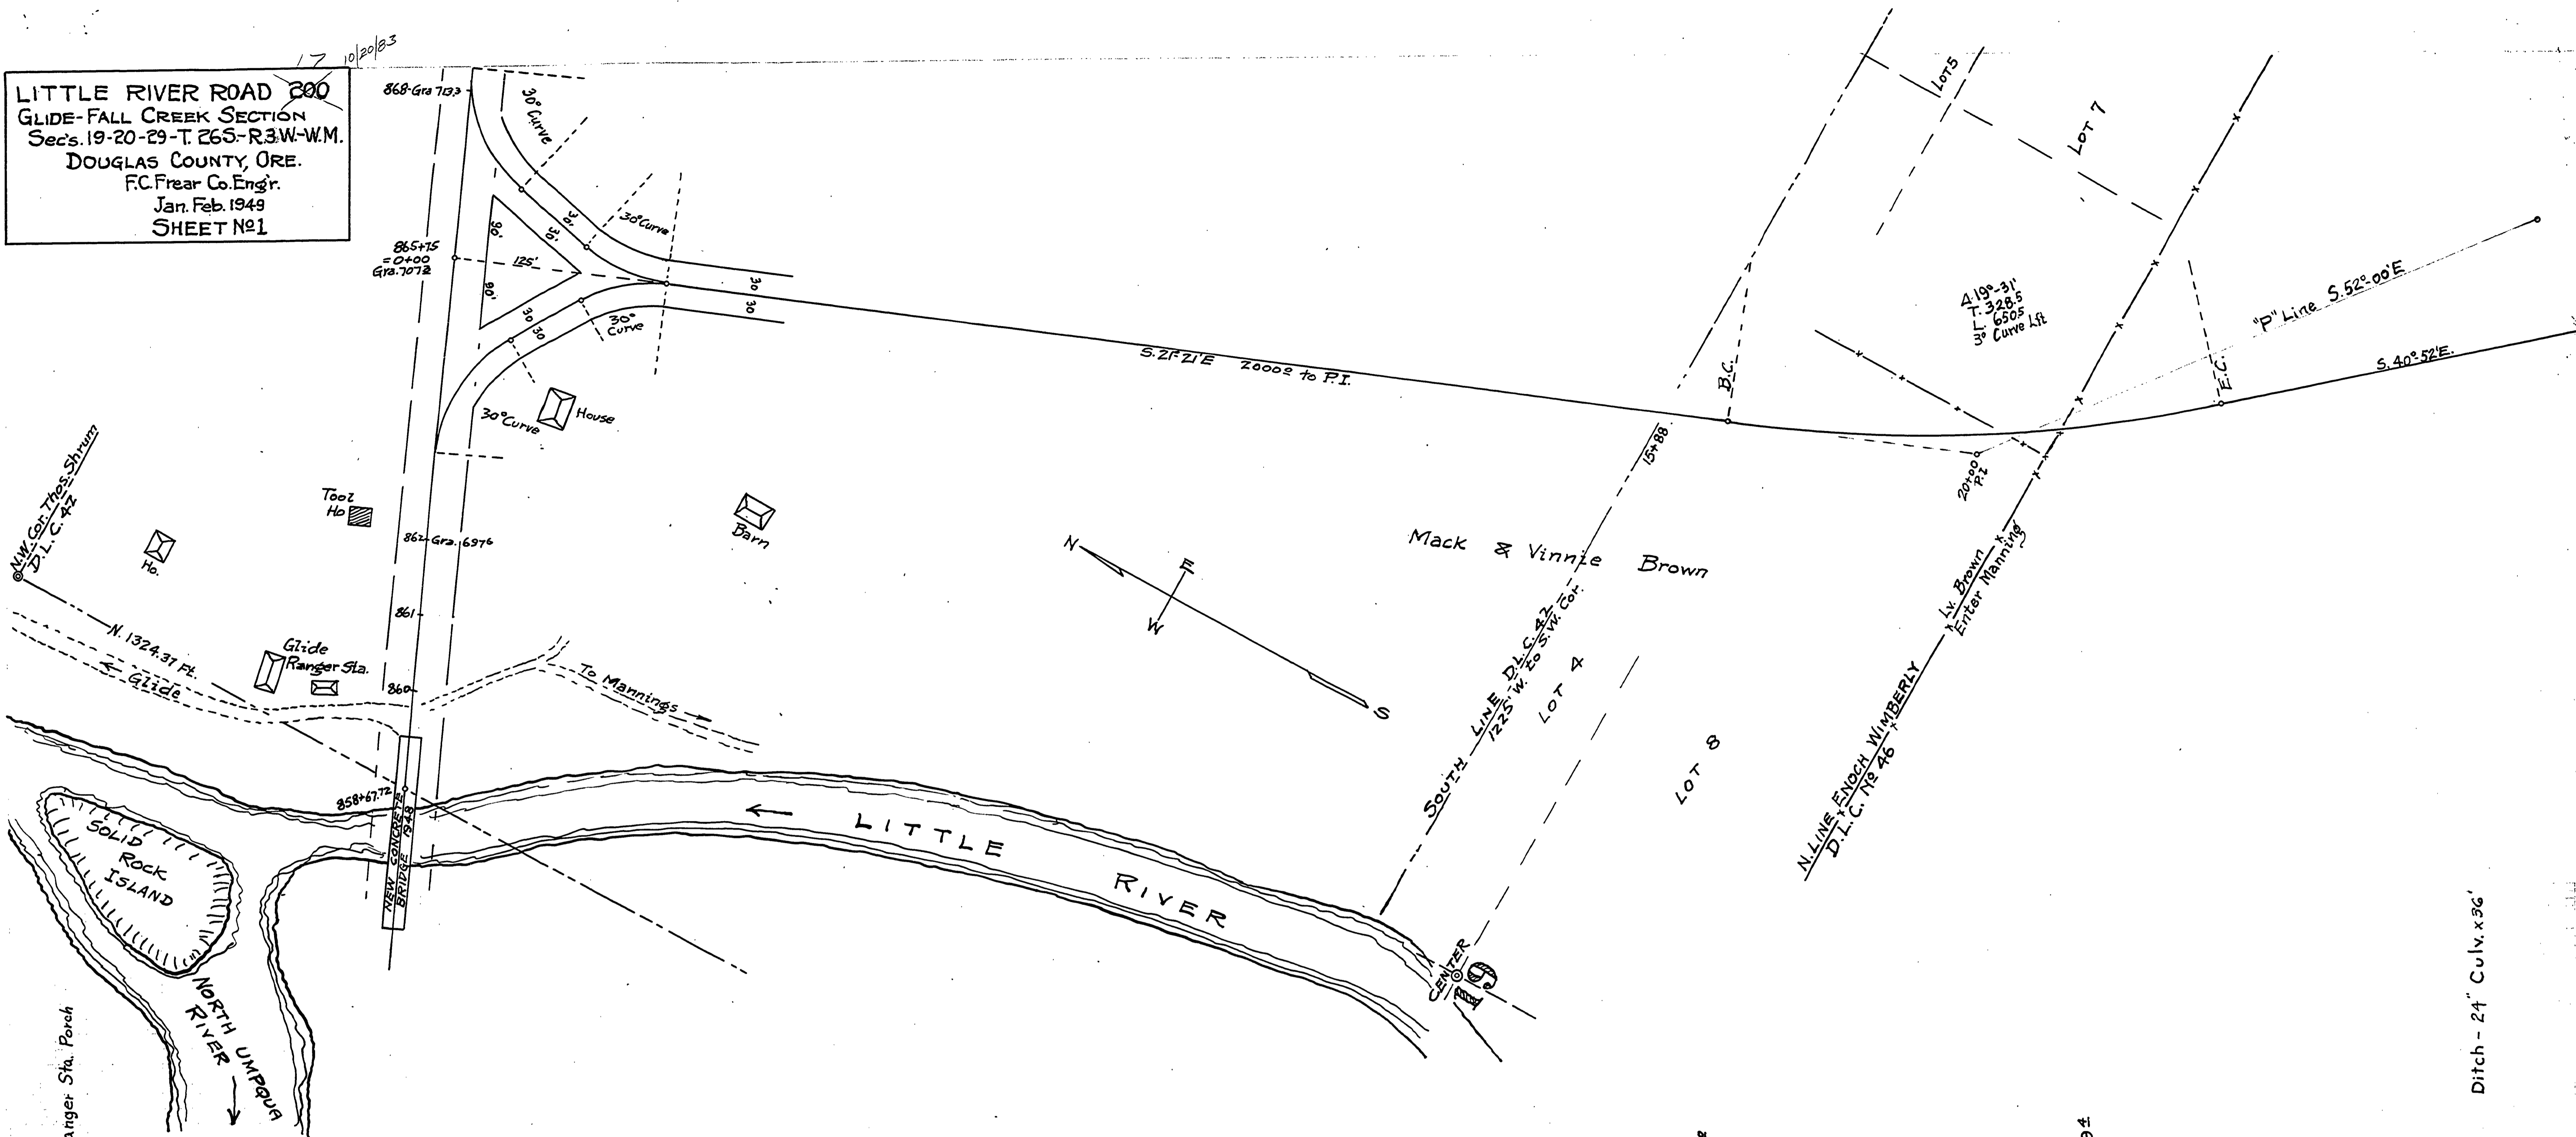 17 10/20/83
LITTLE RIVER ROAD 200
GLIDE-FALL CREEK SECTION
Sec's. 19-20-29-T. 26S.-R.3W.-W.M.
DOUGLAS COUNTY, ORE.
F.C. Frear Co. Engr.
Jan. Feb. 1949
SHEET Nº 1
868-Gra 713.3
30° Curve
30'
30'
30° Curve
865+75
=0+00
Gra. 707.2
90'
125'
90'
30
30
30
30
30°
Curve
30° Curve
House
S. 21°-21'E 2000.0 to P.I.
B.C.
LOT 5
LOT 7
Δ 19°-31'
T. 328.5
L. 650.5
3° Curve Lft
"P" Line S. 52°-00'E
E.C.
S. 40°-52'E.
20+00
P.I.
15+88
N.W. Cor. Thos. Shrum
D.L.C. 42
Ho.
Tool
Ho
862-Gra. 697.6
Barn
861
N. 1324.37 Ft.
Glide
Glide
Ranger Sta.
860
To Mannings
N
E
W
S
Mack & Vinnie Brown
SOUTH LINE D.L.C. 42 =
1225' W. to S.W. Cor.
LOT 4
LOT 8
Lv. Brown
Enter Manning
N. LINE ENOCH WIMBERLY
D.L.C. Nº 46
858+67.72
NEW CONCRETE
BRIDGE 1948
LITTLE RIVER
SOLID
ROCK
ISLAND
NORTH UMPQUA
RIVER
CENTER
19
anger Sta. Porch
Ditch - 24" Culv. x 36'